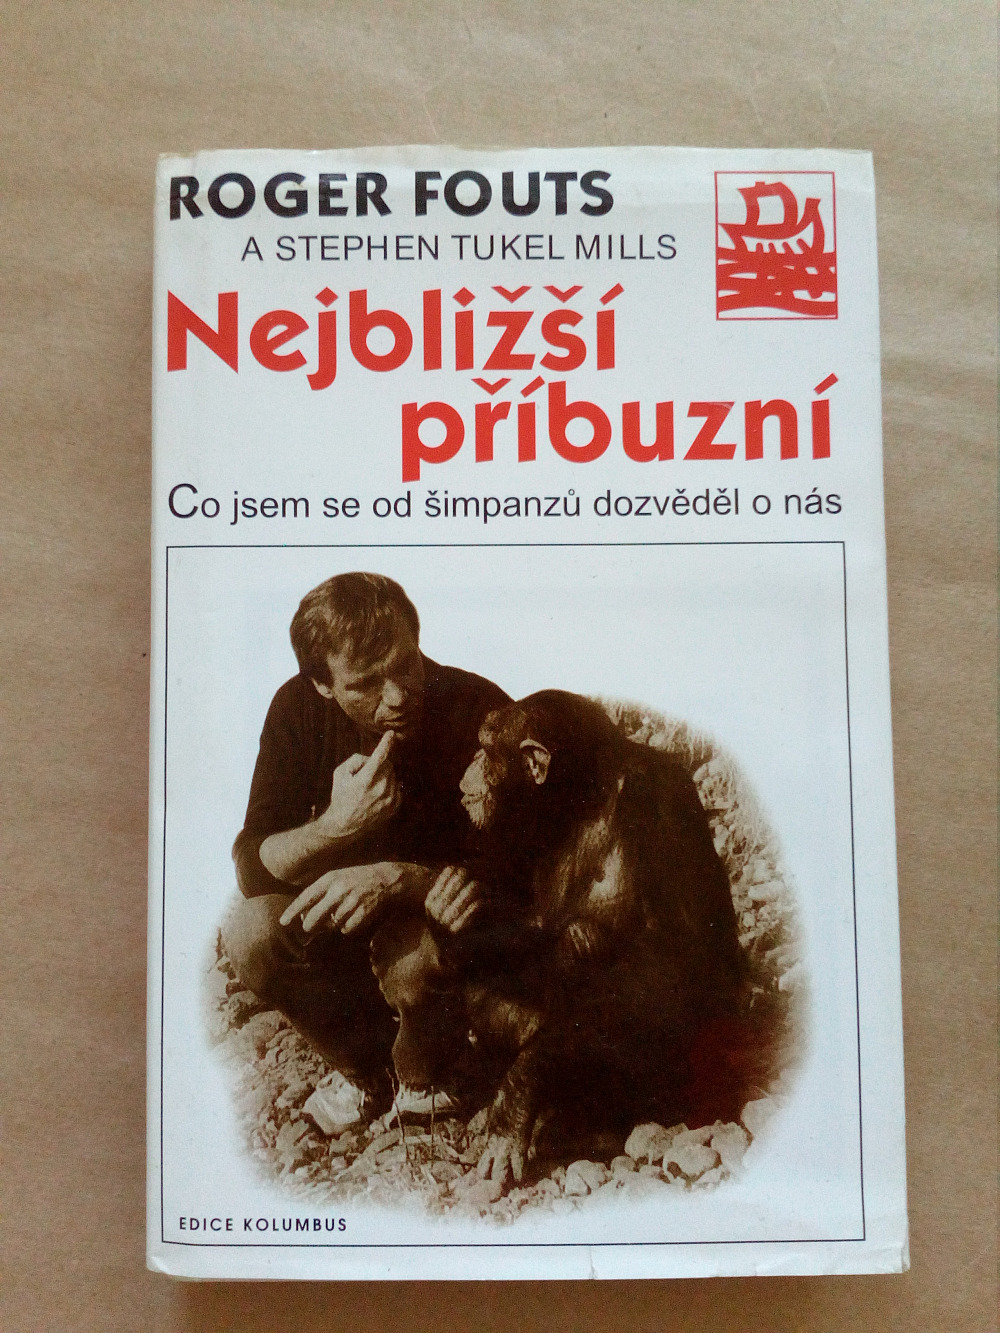 ROGER FOUTS
A STEPHEN TUKEL MILLS
Nejbližší
příbuzní
Co jsem se od šimpanzů dozvěděl o nás
EDICE KOLUMBUS